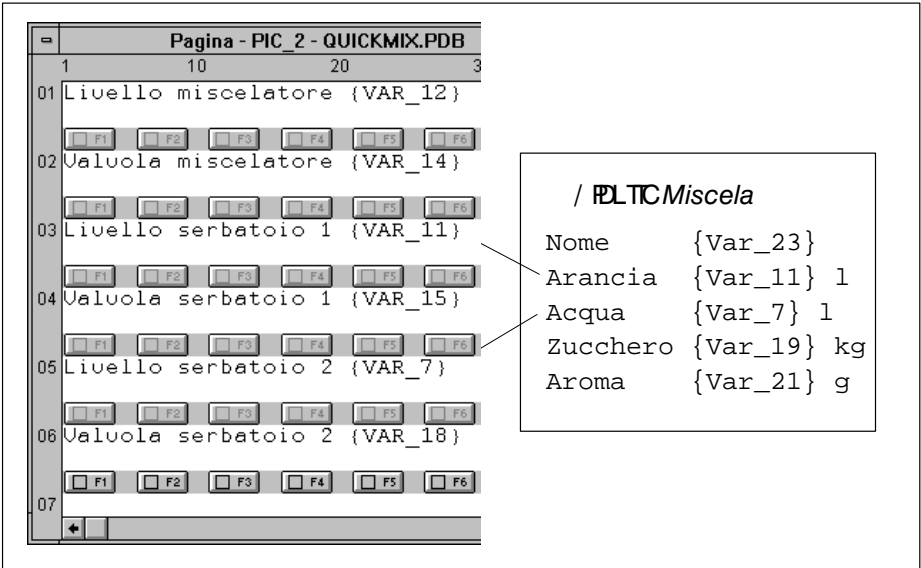 Pagina - PIC_2 - QUICKMIX.PDB
1 10 20 3
01 Livello miscelatore {VAR_12}
F1 F2 F3 F4 F5 F6
02 Valvola miscelatore {VAR_14}
F1 F2 F3 F4 F5 F6
03 Livello serbatoio 1 {VAR_11}
F1 F2 F3 F4 F5 F6
04 Valvola serbatoio 1 {VAR_15}
F1 F2 F3 F4 F5 F6
05 Livello serbatoio 2 {VAR_7}
F1 F2 F3 F4 F5 F6
06 Valvola serbatoio 2 {VAR_18}
F1 F2 F3 F4 F5 F6
07
Miscela
Nome {Var_23}
Arancia {Var_11} l
Acqua {Var_7} l
Zucchero {Var_19} kg
Aroma {Var_21} g